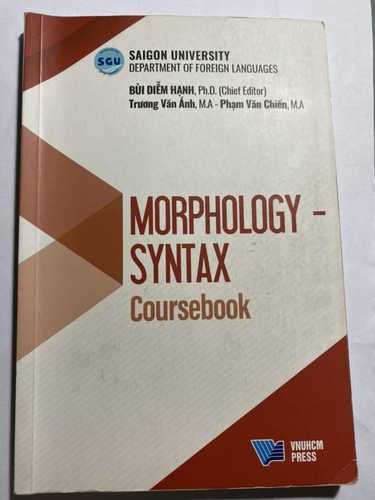 SGU
SAIGON UNIVERSITY
DEPARTMENT OF FOREIGN LANGUAGES
BÙI DIỄM HẠNH, Ph.D. (Chief Editor)
Trương Văn Ánh, M.A - Phạm Văn Chiến, M.A
MORPHOLOGY -
SYNTAX
Coursebook
VNUHCM
PRESS